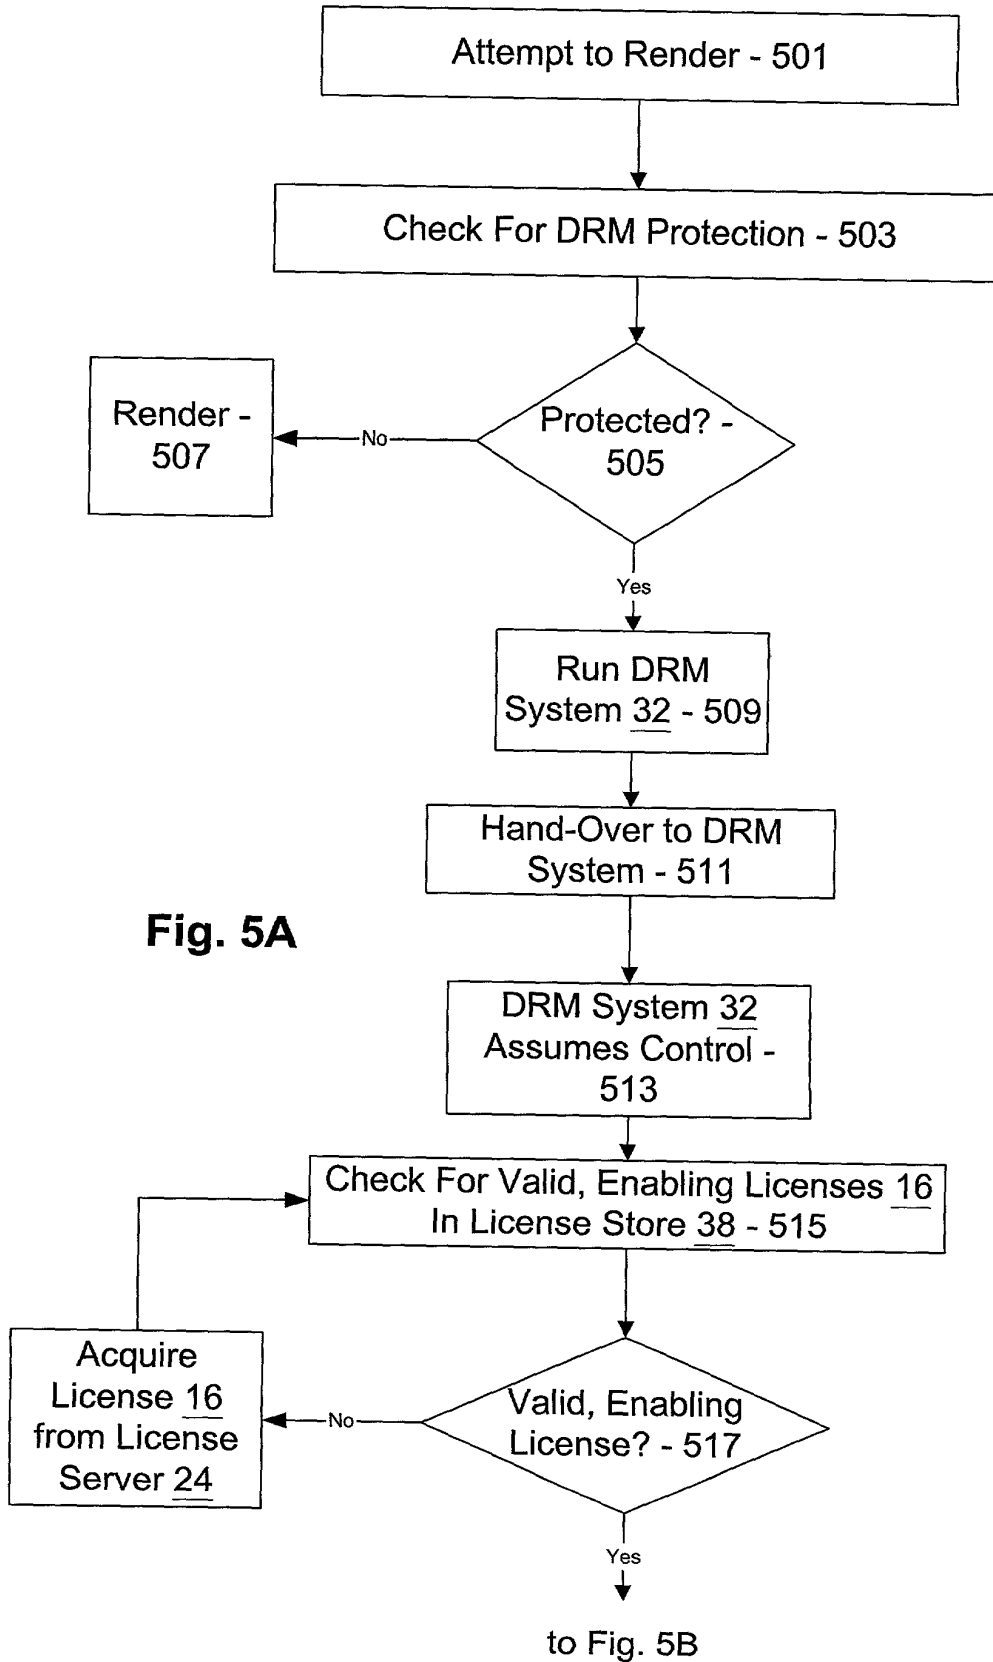 Attempt to Render - 501
Check For DRM Protection - 503
Protected? -
505
No
Render -
507
Yes
Run DRM
System 32 - 509
Hand-Over to DRM
System - 511
Fig. 5A
DRM System 32
Assumes Control -
513
Check For Valid, Enabling Licenses 16
In License Store 38 - 515
Valid, Enabling
License? - 517
No
Acquire
License 16
from License
Server 24
Yes
to Fig. 5B